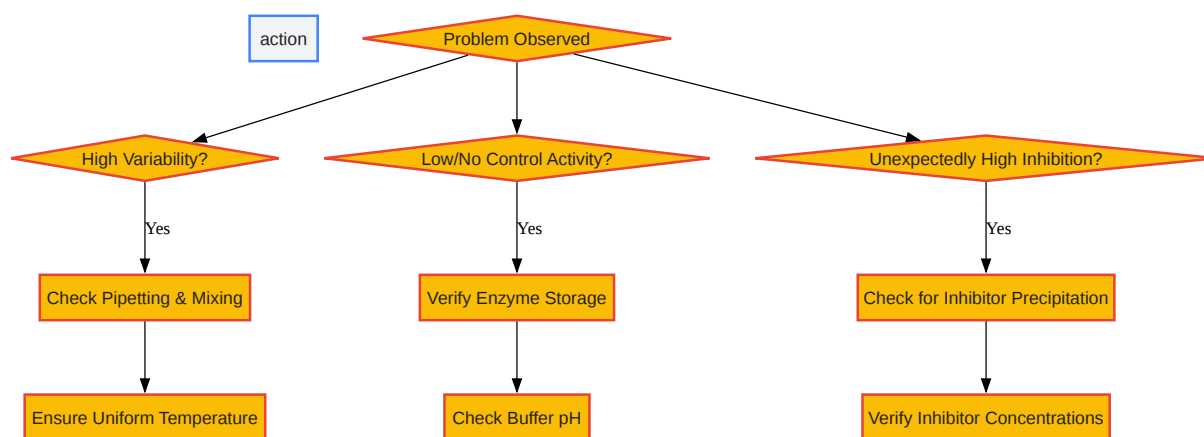 action
Problem Observed
High Variability?
Low/No Control Activity?
Unexpectedly High Inhibition?
Yes
Yes
Yes
Check Pipetting & Mixing
Verify Enzyme Storage
Check for Inhibitor Precipitation
Ensure Uniform Temperature
Check Buffer pH
Verify Inhibitor Concentrations